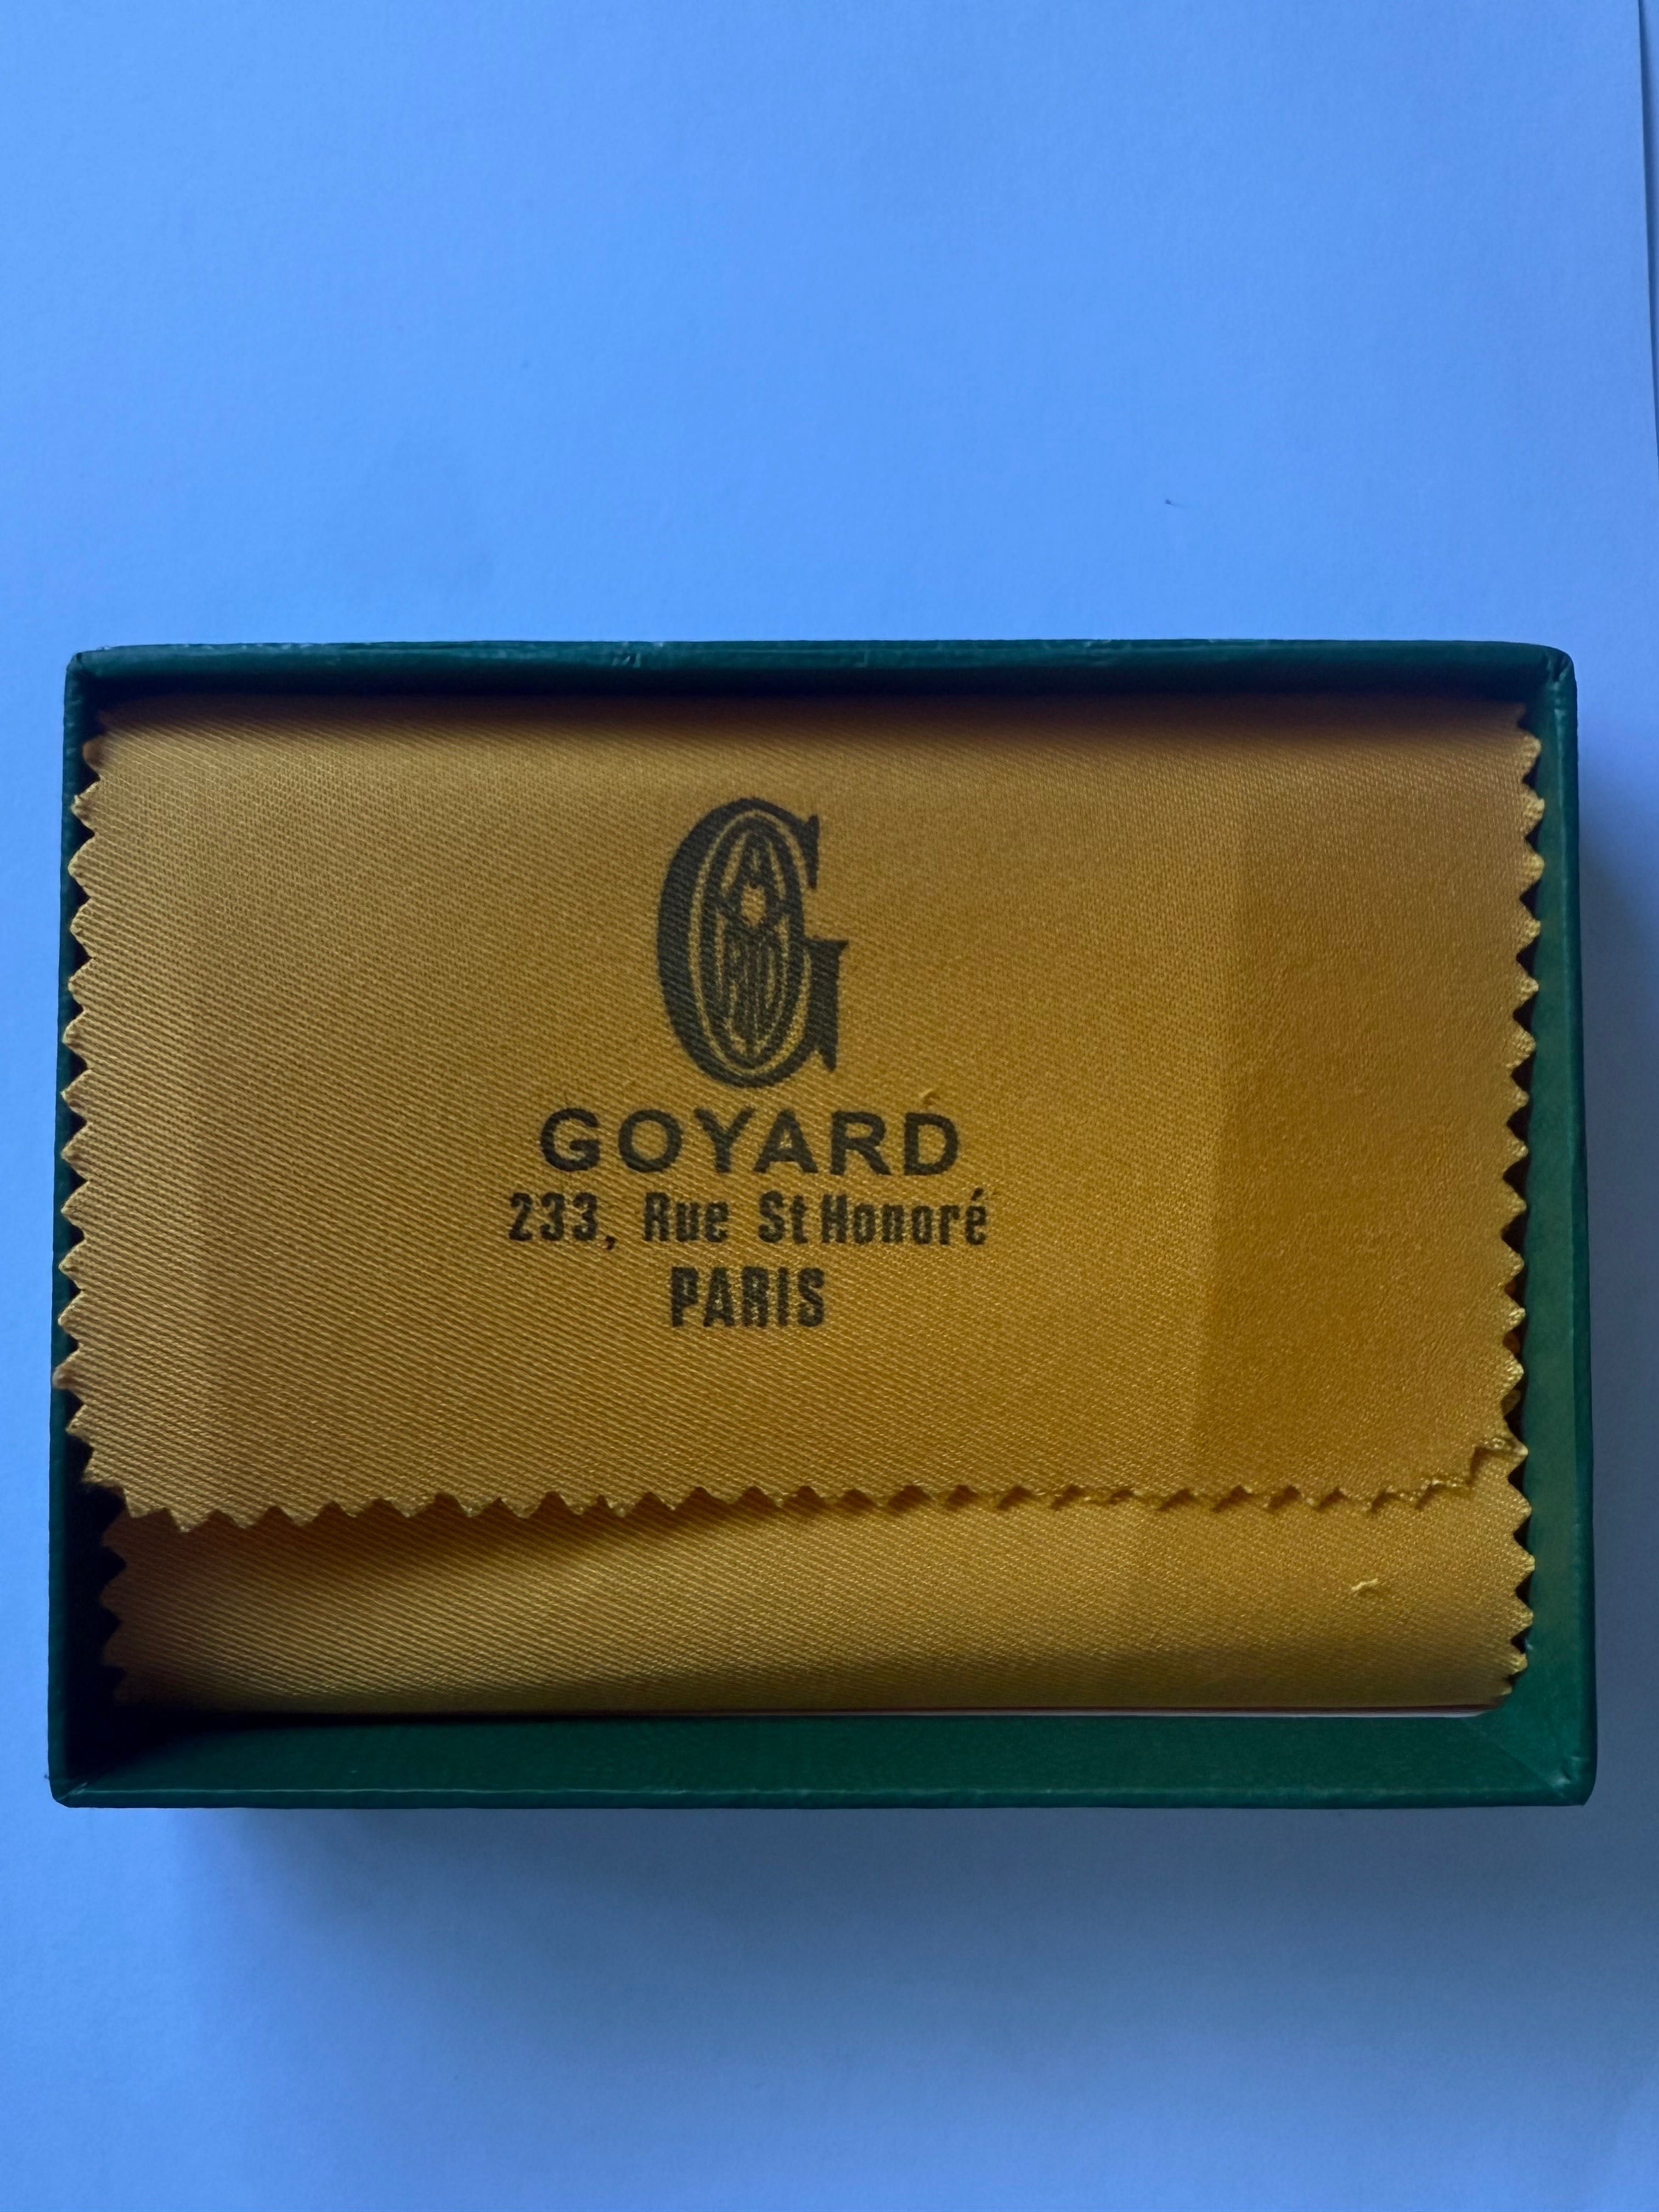 G
GOYARD
233, Rue St Honoré
PARIS